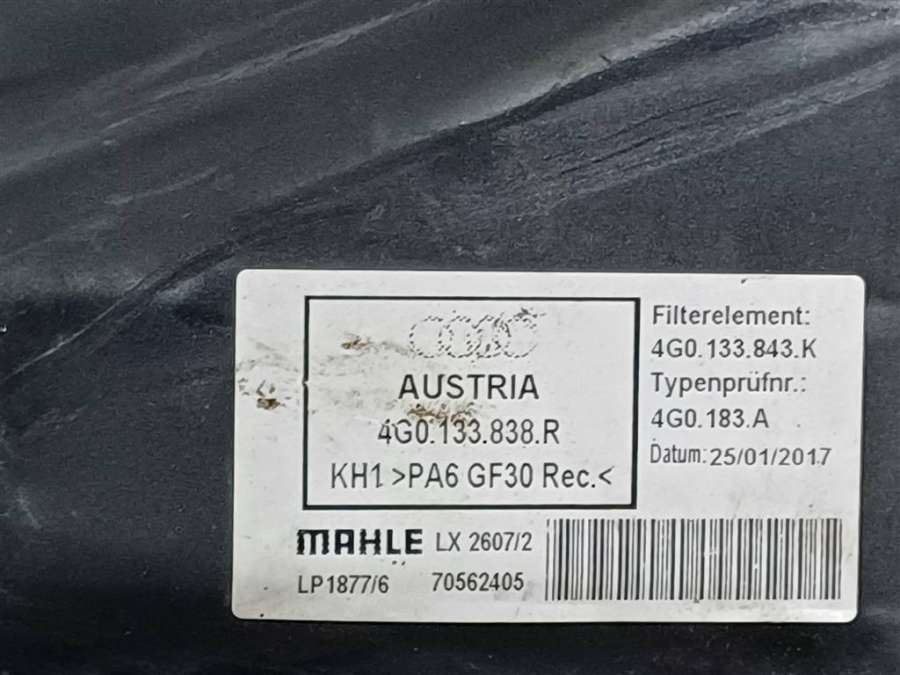 AUSTRIA
4G0.133.838.R
KH1 >PA6 GF30 Rec.<
Filterelement:
4G0.133.843.K
Typenprüfnr.:
4G0.183.A
Datum: 25/01/2017
MAHLE LX 2607/2
LP1877/6 70562405